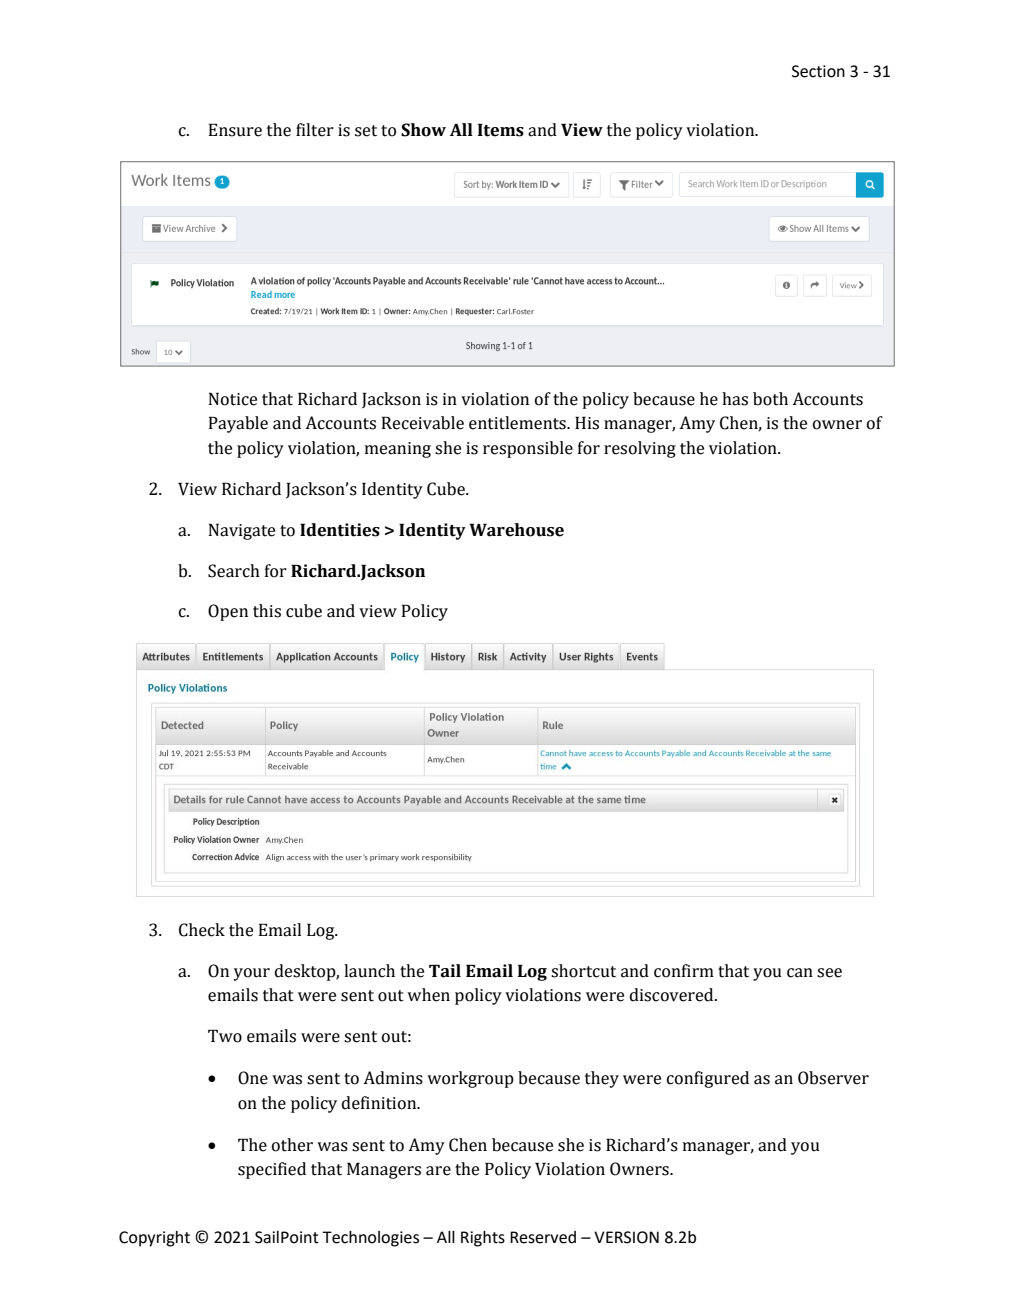 Section 3 - 31
c. Ensure the filter is set to Show All Items and View the policy violation.
Work Items 1
Sort by: Work Item ID
Filter
Search Work Item ID or Description
View Archive
Show All Items
Policy Violation
A violation of policy 'Accounts Payable and Accounts Receivable' rule 'Cannot have access to Account...
Read more
Created: 7/19/21 | Work Item ID: 1 | Owner: Amy.Chen | Requester: Carl.Foster
View
Show 10
Showing 1-1 of 1
Notice that Richard Jackson is in violation of the policy because he has both Accounts
Payable and Accounts Receivable entitlements. His manager, Amy Chen, is the owner of
the policy violation, meaning she is responsible for resolving the violation.
2. View Richard Jackson’s Identity Cube.
a. Navigate to Identities > Identity Warehouse
b. Search for Richard.Jackson
c. Open this cube and view Policy
Attributes Entitlements Application Accounts Policy History Risk Activity User Rights Events
Policy Violations
Detected
Policy
Policy Violation
Owner
Rule
Jul 19, 2021 2:55:53 PM
CDT
Accounts Payable and Accounts
Receivable
Amy.Chen
Cannot have access to Accounts Payable and Accounts Receivable at the same
time
Details for rule Cannot have access to Accounts Payable and Accounts Receivable at the same time
Policy Description
Policy Violation Owner Amy.Chen
Correction Advice Align access with the user's primary work responsibility
3. Check the Email Log.
a. On your desktop, launch the Tail Email Log shortcut and confirm that you can see
emails that were sent out when policy violations were discovered.
Two emails were sent out:
• One was sent to Admins workgroup because they were configured as an Observer
on the policy definition.
• The other was sent to Amy Chen because she is Richard’s manager, and you
specified that Managers are the Policy Violation Owners.
Copyright © 2021 SailPoint Technologies – All Rights Reserved – VERSION 8.2b